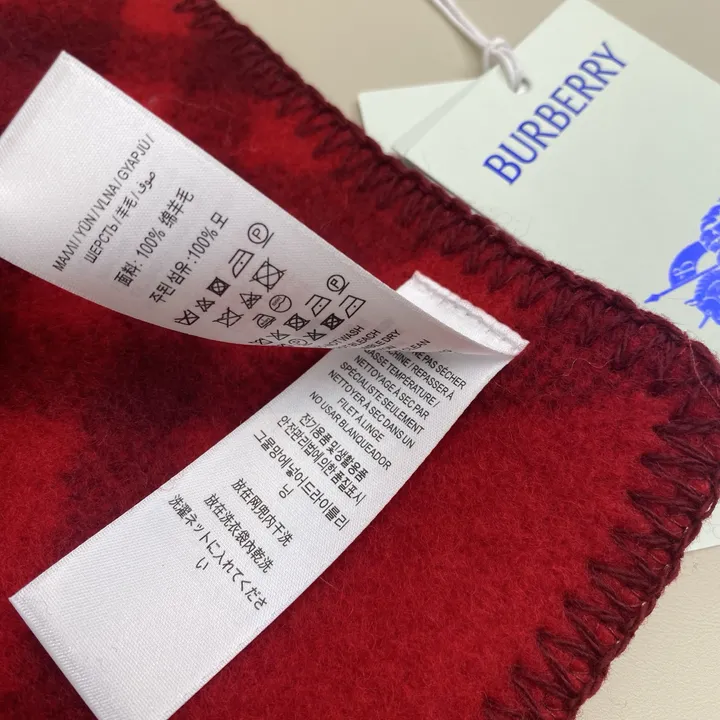 BURBERRY
МАЛЛІ / YÜN / VLNA / GYAPJÚ /
ШЕРСТЬ / 羊毛 / صوف
面料: 100% 绵羊毛
주된섬유 :100% 모
WASH
BLEACH
DRY
CLEAN
NE PAS SÉCHER
REPASSER À
BASSE TEMPÉRATURE /
NETTOYAGE À SEC PAR
SPÉCIALISTE SEULEMENT
NETTOYER À SEC DANS UN
FILET À LINGE
NO USAR BLANQUEADOR
전기용품 및 생활용품
안전관리법에 의한 품질표시
그물망에 넣어 드라이클리
닝
放在网兜内干洗
放在洗衣袋內乾洗
洗濯ネットに入れてくださ
い